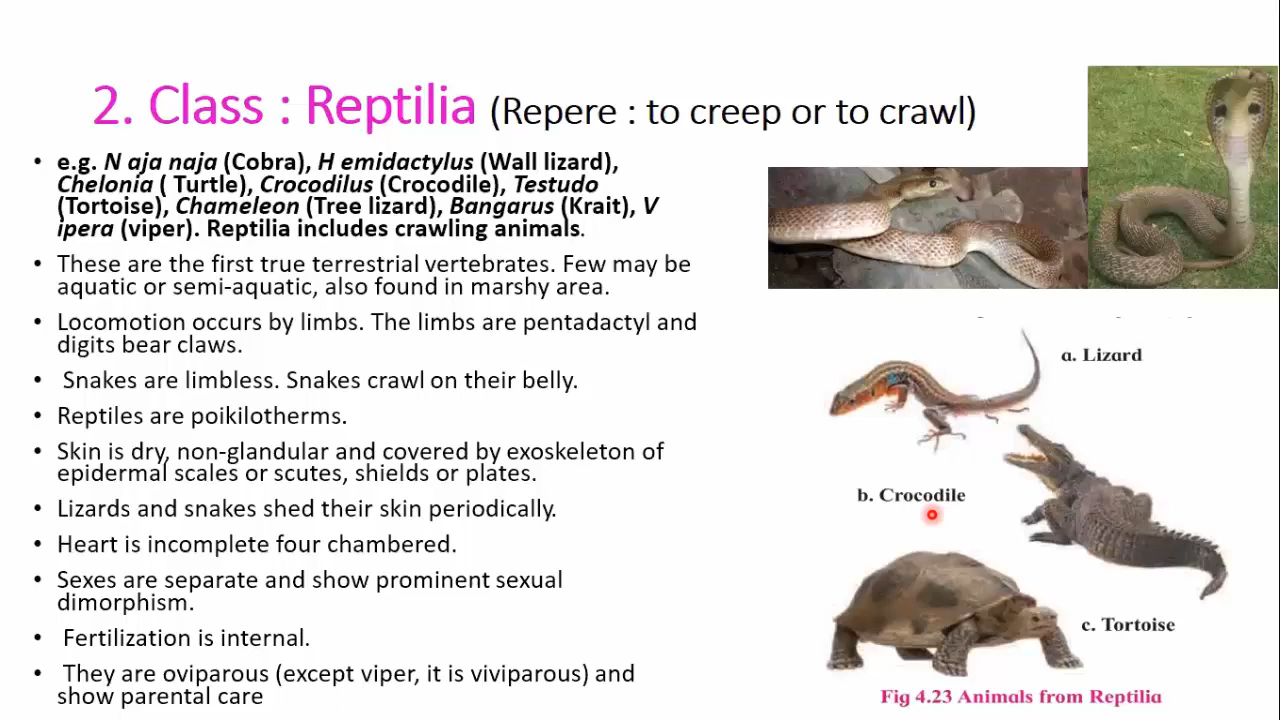 2. Class : Reptilia (Repere : to creep or to crawl)
• e.g. N aja naja (Cobra), H emidactylus (Wall lizard),
Chelonia ( Turtle), Crocodilus (Crocodile), Testudo
(Tortoise), Chameleon (Tree lizard), Bangarus (Krait), V
ipera (viper). Reptilia includes crawling animals.
• These are the first true terrestrial vertebrates. Few may be
aquatic or semi-aquatic, also found in marshy area.
• Locomotion occurs by limbs. The limbs are pentadactyl and
digits bear claws.
• Snakes are limbless. Snakes crawl on their belly.
• Reptiles are poikilotherms.
• Skin is dry, non-glandular and covered by exoskeleton of
epidermal scales or scutes, shields or plates.
• Lizards and snakes shed their skin periodically.
• Heart is incomplete four chambered.
• Sexes are separate and show prominent sexual
dimorphism.
• Fertilization is internal.
• They are oviparous (except viper, it is viviparous) and
show parental care
a. Lizard
b. Crocodile
c. Tortoise
Fig 4.23 Animals from Reptilia